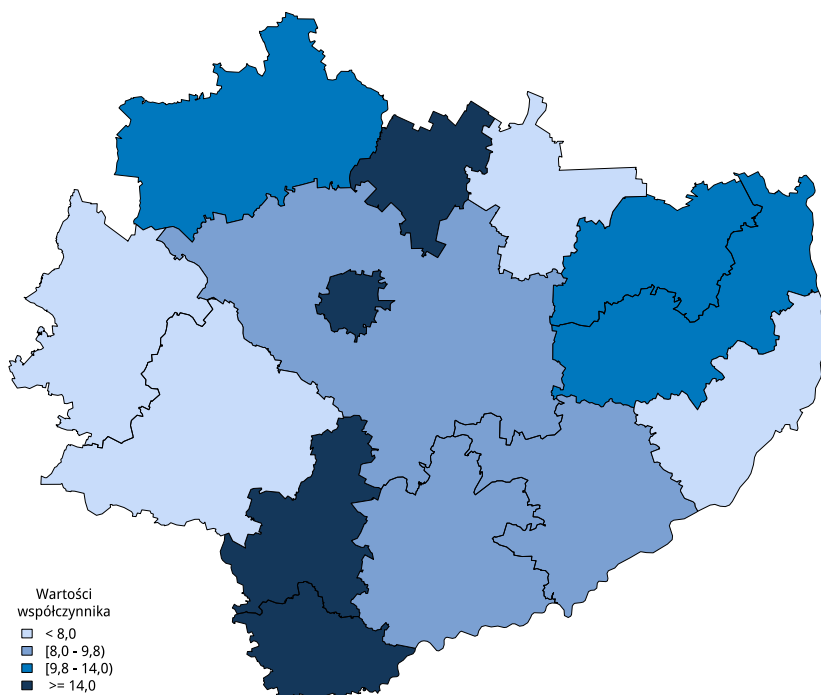 Wartości
współczynnika
< 8,0
[8,0 - 9,8)
[9,8 - 14,0)
>= 14,0